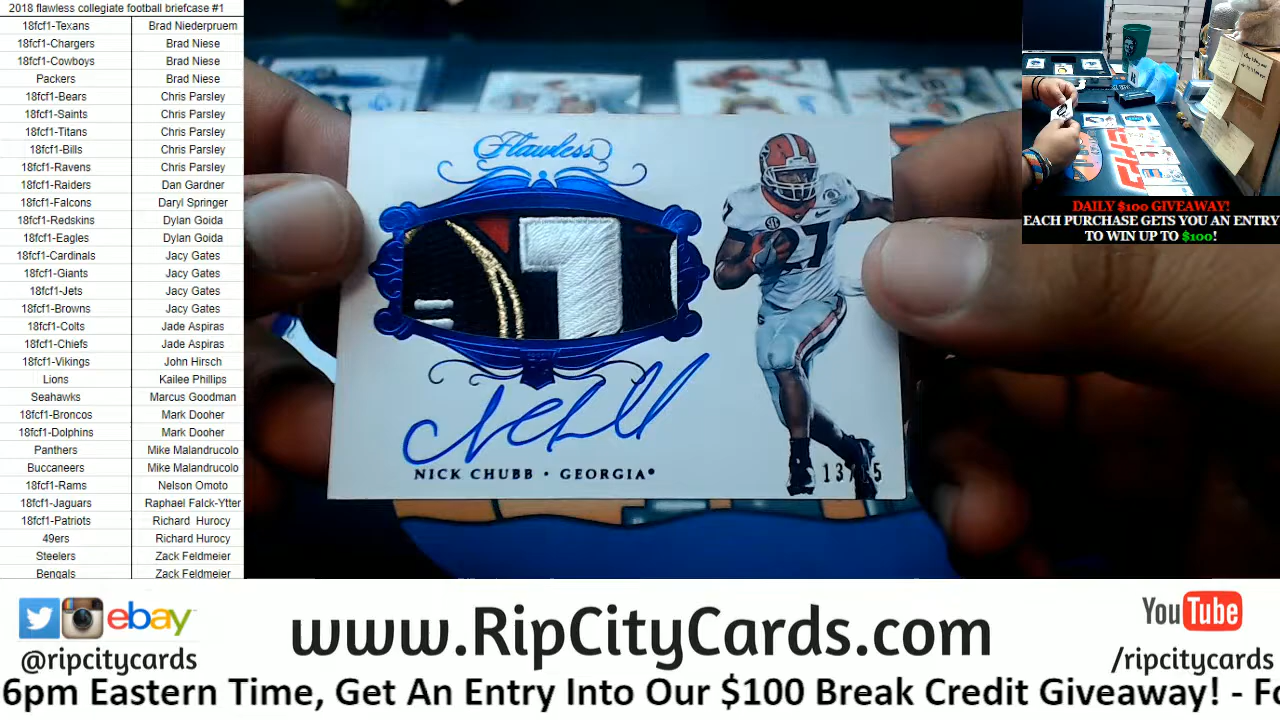 2018 flawless collegiate football briefcase #1
18fcf1-Texans Brad Niederpruem
18fcf1-Chargers Brad Niese
18fcf1-Cowboys Brad Niese
Packers Brad Niese
18fcf1-Bears Chris Parsley
18fcf1-Saints Chris Parsley
18fcf1-Titans Chris Parsley
18fcf1-Bills Chris Parsley
18fcf1-Ravens Chris Parsley
18fcf1-Raiders Dan Gardner
18fcf1-Falcons Daryl Springer
18fcf1-Redskins Dylan Goida
18fcf1-Eagles Dylan Goida
18fcf1-Cardinals Jacy Gates
18fcf1-Giants Jacy Gates
18fcf1-Jets Jacy Gates
18fcf1-Browns Jacy Gates
18fcf1-Colts Jade Aspiras
18fcf1-Chiefs Jade Aspiras
18fcf1-Vikings John Hirsch
Lions Kailee Phillips
Seahawks Marcus Goodman
18fcf1-Broncos Mark Dooher
18fcf1-Dolphins Mark Dooher
Panthers Mike Malandrucolo
Buccaneers Mike Malandrucolo
18fcf1-Rams Nelson Omoto
18fcf1-Jaguars Raphael Falck-Ytter
18fcf1-Patriots Richard Hurocy
49ers Richard Hurocy
Steelers Zack Feldmeier
Bengals Zack Feldmeier
Flawless
27
NICK CHUBB • GEORGIA
DAILY $100 GIVEAWAY!
EACH PURCHASE GETS YOU AN ENTRY
TO WIN UP TO $100!
ebay
@ripcitycards
www.RipCityCards.com
YouTube
/ripcitycards
6pm Eastern Time, Get An Entry Into Our $100 Break Credit Giveaway! - Fo